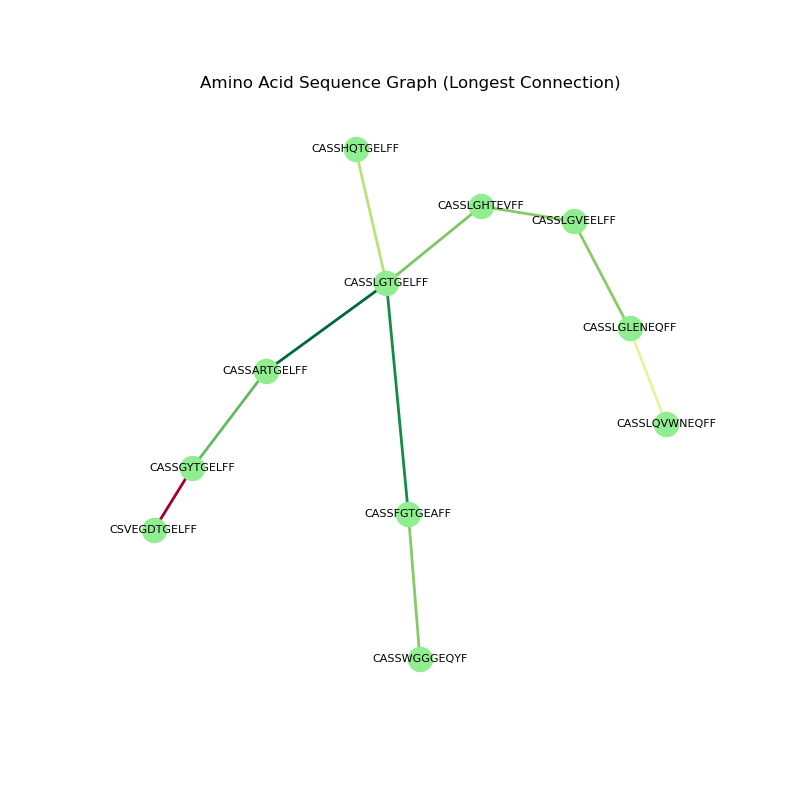 Amino Acid Sequence Graph (Longest Connection)
CASSHQTGELFF
CASSLGHTEVFF
CASSLGVEELFF
CASSLGTGELFF
CASSLGLENEQFF
CASSARTGELFF
CASSLQVWNEQFF
CASSGYTGELFF
CASSFGTGEAFF
CSVEGDTGELFF
CASSWGGGEQYF